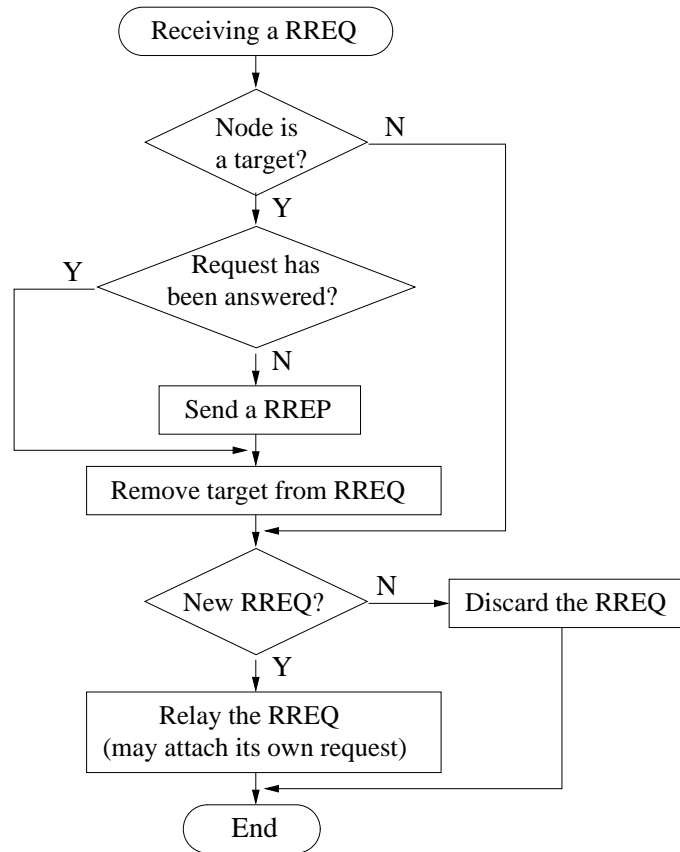 Receiving a RREQ
Node is
a target?
N
Y
Request has
been answered?
Y
N
Send a RREP
Remove target from RREQ
New RREQ?
N
Discard the RREQ
Y
Relay the RREQ
(may attach its own request)
End